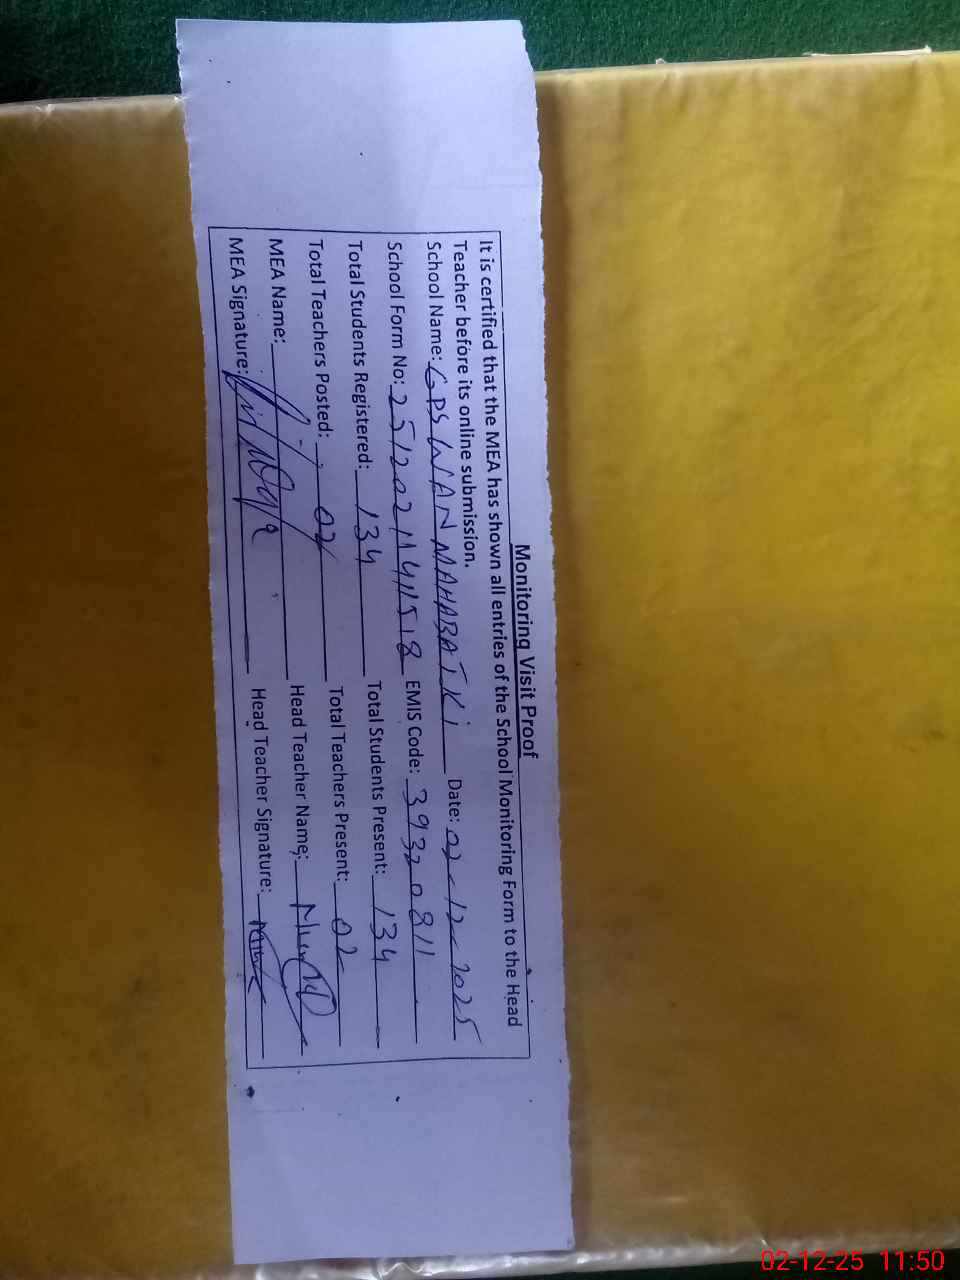 Monitoring Visit Proof
It is certified that the MEA has shown all entries of the School Monitoring Form to the Head
Teacher before its online submission.
School Name: GPS WAN MAHABAT Ki Date: 02-12-2025
School Form No: 25120211411518 EMIS Code: 39320811
Total Students Registered: 134 Total Students Present: 134
Total Teachers Posted: 02 Total Teachers Present: 02
MEA Name: Head Teacher Name:
MEA Signature: Head Teacher Signature:
02-12-25 11:50